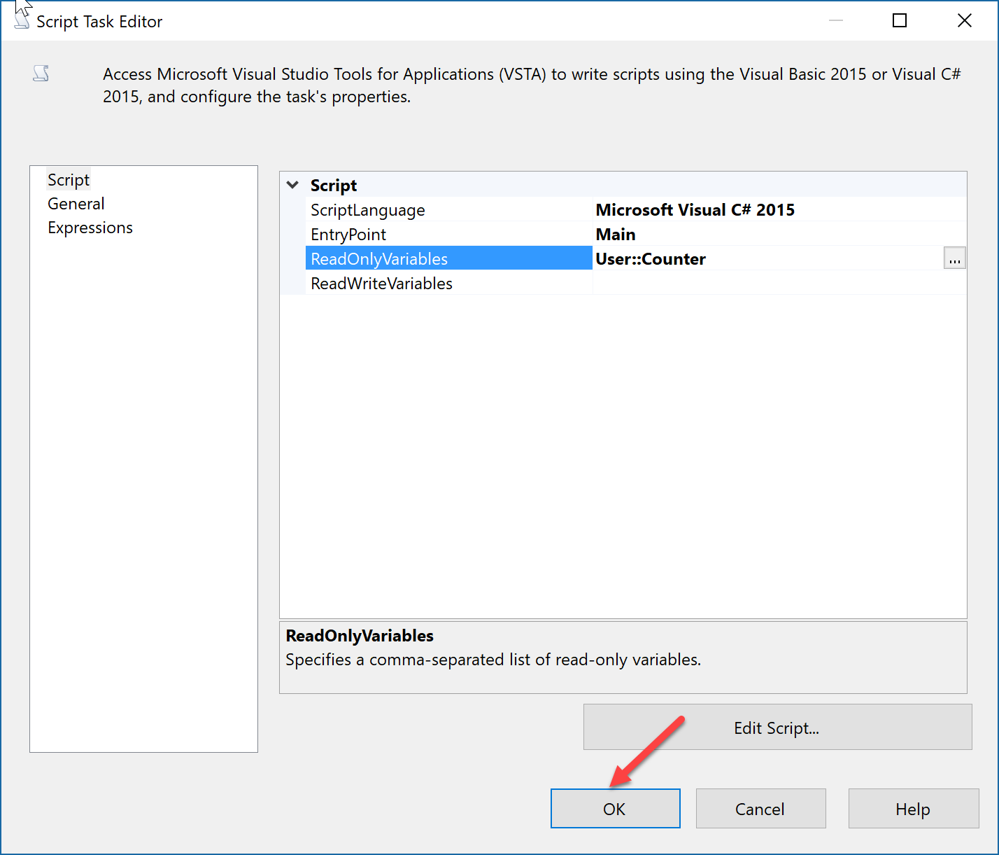 Script Task Editor
Access Microsoft Visual Studio Tools for Applications (VSTA) to write scripts using the Visual Basic 2015 or Visual C#
2015, and configure the task's properties.
Script
General
Expressions
Script
ScriptLanguage Microsoft Visual C# 2015
EntryPoint Main
ReadOnlyVariables User::Counter ...
ReadWriteVariables
ReadOnlyVariables
Specifies a comma-separated list of read-only variables.
Edit Script...
OK Cancel Help